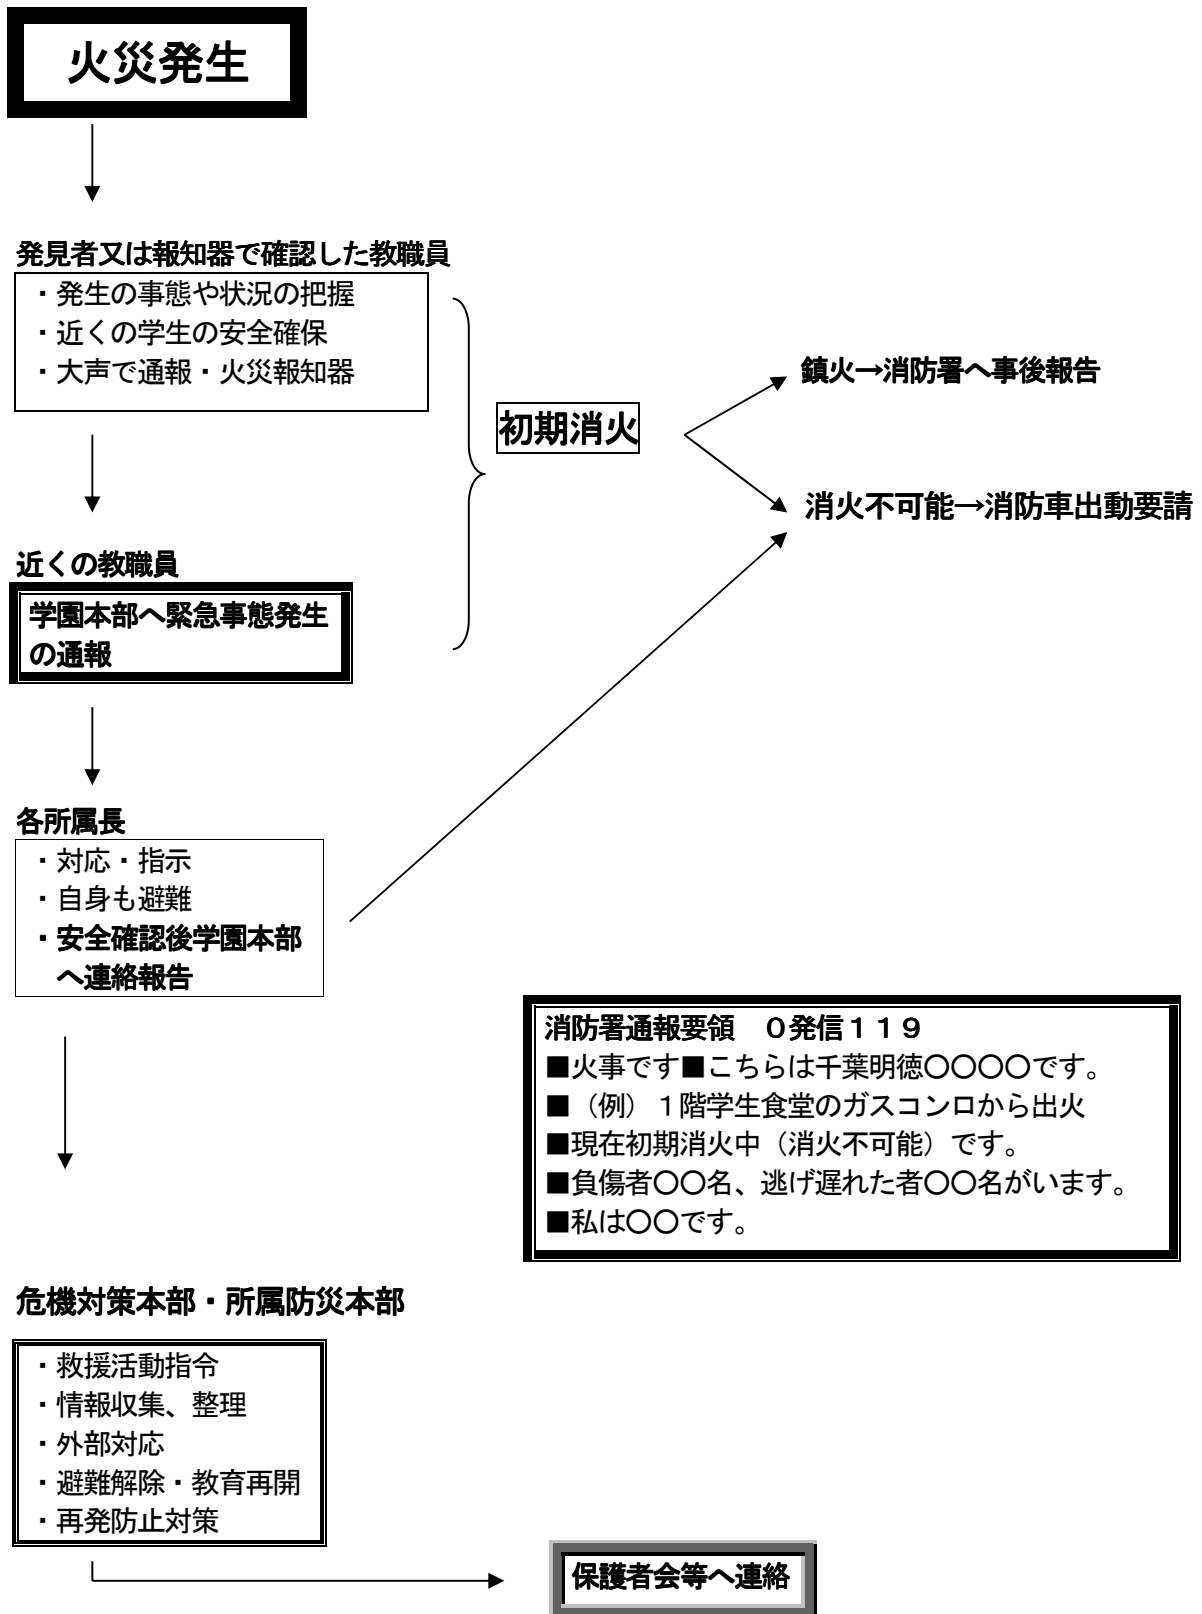 火災発生
発見者又は報知器で確認した教職員
・発生の事態や状況の把握
・近くの学生の安全確保
・大声で通報・火災報知器
初期消火
鎮火→消防署へ事後報告
消火不可能→消防車出動要請
近くの教職員
学園本部へ緊急事態発生
の通報
各所属長
・対応・指示
・自身も避難
・安全確認後学園本部
へ連絡報告
消防署通報要領　０発信１１９
■火事です■こちらは千葉明徳〇〇〇〇です。
■（例）１階学生食堂のガスコンロから出火
■現在初期消火中（消火不可能）です。
■負傷者〇〇名、逃げ遅れた者〇〇名がいます。
■私は〇〇です。
危機対策本部・所属防災本部
・救援活動指令
・情報収集、整理
・外部対応
・避難解除・教育再開
・再発防止対策
保護者会等へ連絡